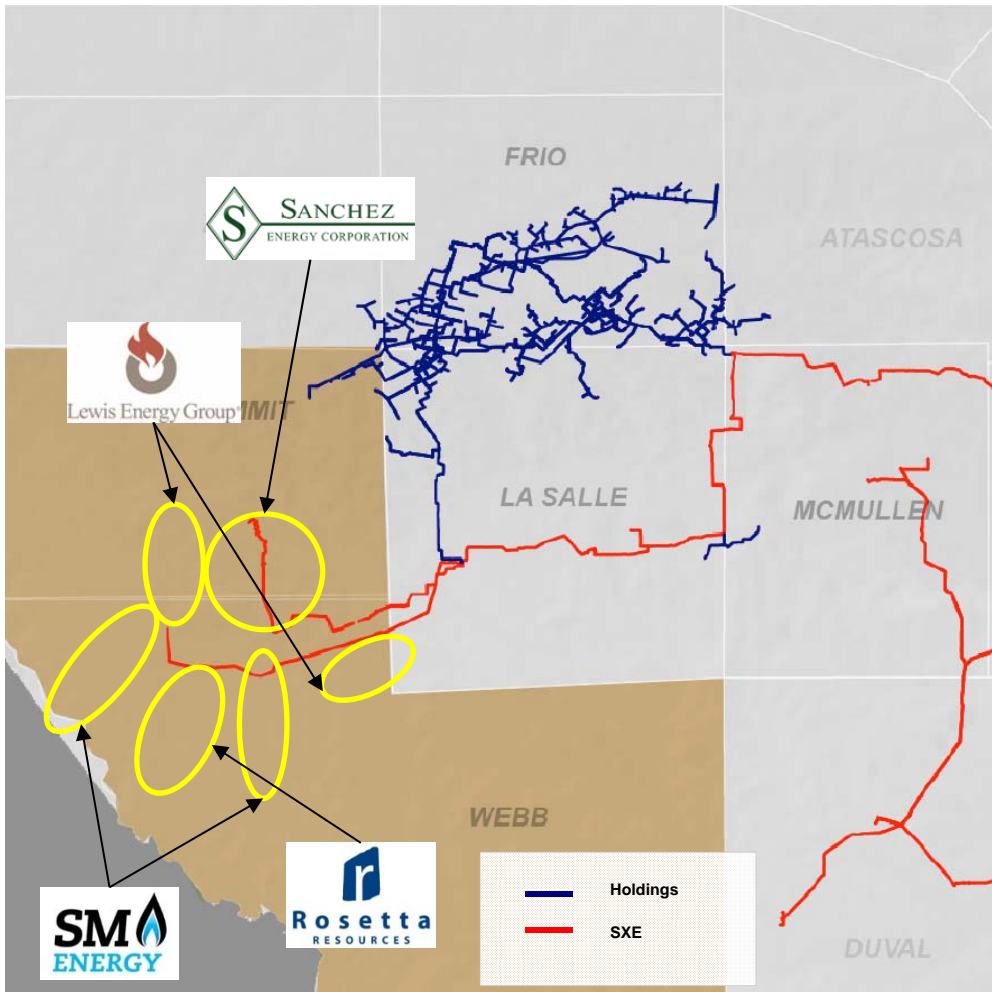 FRIO
SANCHEZ
ENERGY CORPORATION
ATASCOSA
Lewis Energy Group
MMIT
LA SALLE
MCMULLEN
WEBB
r
Rosetta
RESOURCES
SM
ENERGY
Holdings
SXE
DUVAL
S